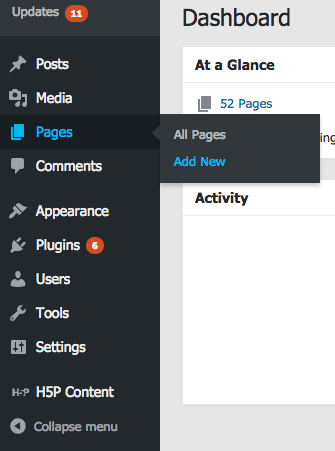 Updates 11
Posts
Media
Pages
Comments
Appearance
Plugins 6
Users
Tools
Settings
H-P H5P Content
Collapse menu
All Pages
Add New
Dashboard
At a Glance
52 Pages
ing
Activity